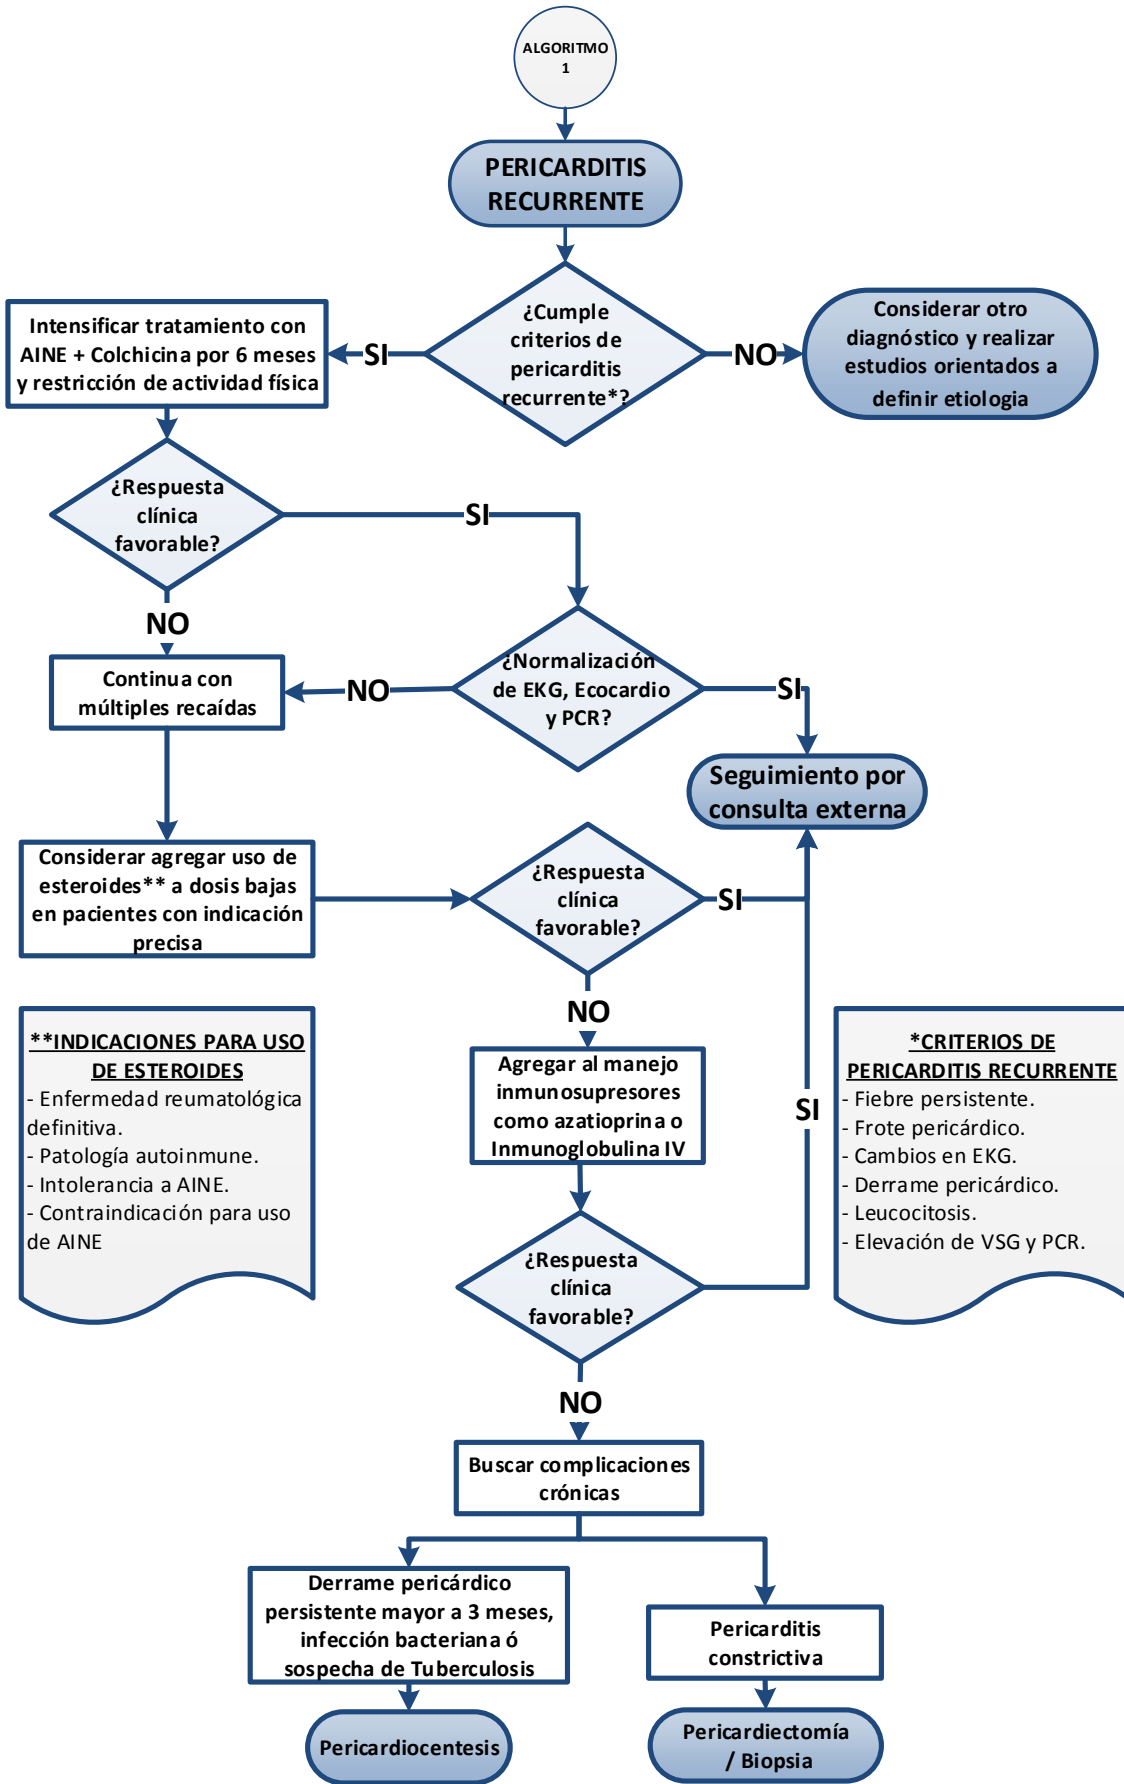 ALGORITMO
1
PERICARDITIS
RECURRENTE
¿Cumple
criterios de
pericarditis
recurrente*?
SI
NO
Intensificar tratamiento con
AINE + Colchicina por 6 meses
y restricción de actividad física
Considerar otro
diagnóstico y realizar
estudios orientados a
definir etiologia
¿Respuesta
clínica
favorable?
SI
NO
¿Normalización
de EKG, Ecocardio
y PCR?
NO
SI
Continua con
múltiples recaídas
Seguimiento por
consulta externa
Considerar agregar uso de
esteroides** a dosis bajas
en pacientes con indicación
precisa
¿Respuesta
clínica
favorable?
SI
NO
**INDICACIONES PARA USO
DE ESTEROIDES
- Enfermedad reumatológica
definitiva.
- Patología autoinmune.
- Intolerancia a AINE.
- Contraindicación para uso
de AINE
Agregar al manejo
inmunosupresores
como azatioprina o
Inmunoglobulina IV
SI
*CRITERIOS DE
PERICARDITIS RECURRENTE
- Fiebre persistente.
- Frote pericárdico.
- Cambios en EKG.
- Derrame pericárdico.
- Leucocitosis.
- Elevación de VSG y PCR.
¿Respuesta
clínica
favorable?
NO
Buscar complicaciones
crónicas
Derrame pericárdico
persistente mayor a 3 meses,
infección bacteriana ó
sospecha de Tuberculosis
Pericarditis
constrictiva
Pericardiocentesis
Pericardiectomía
/ Biopsia